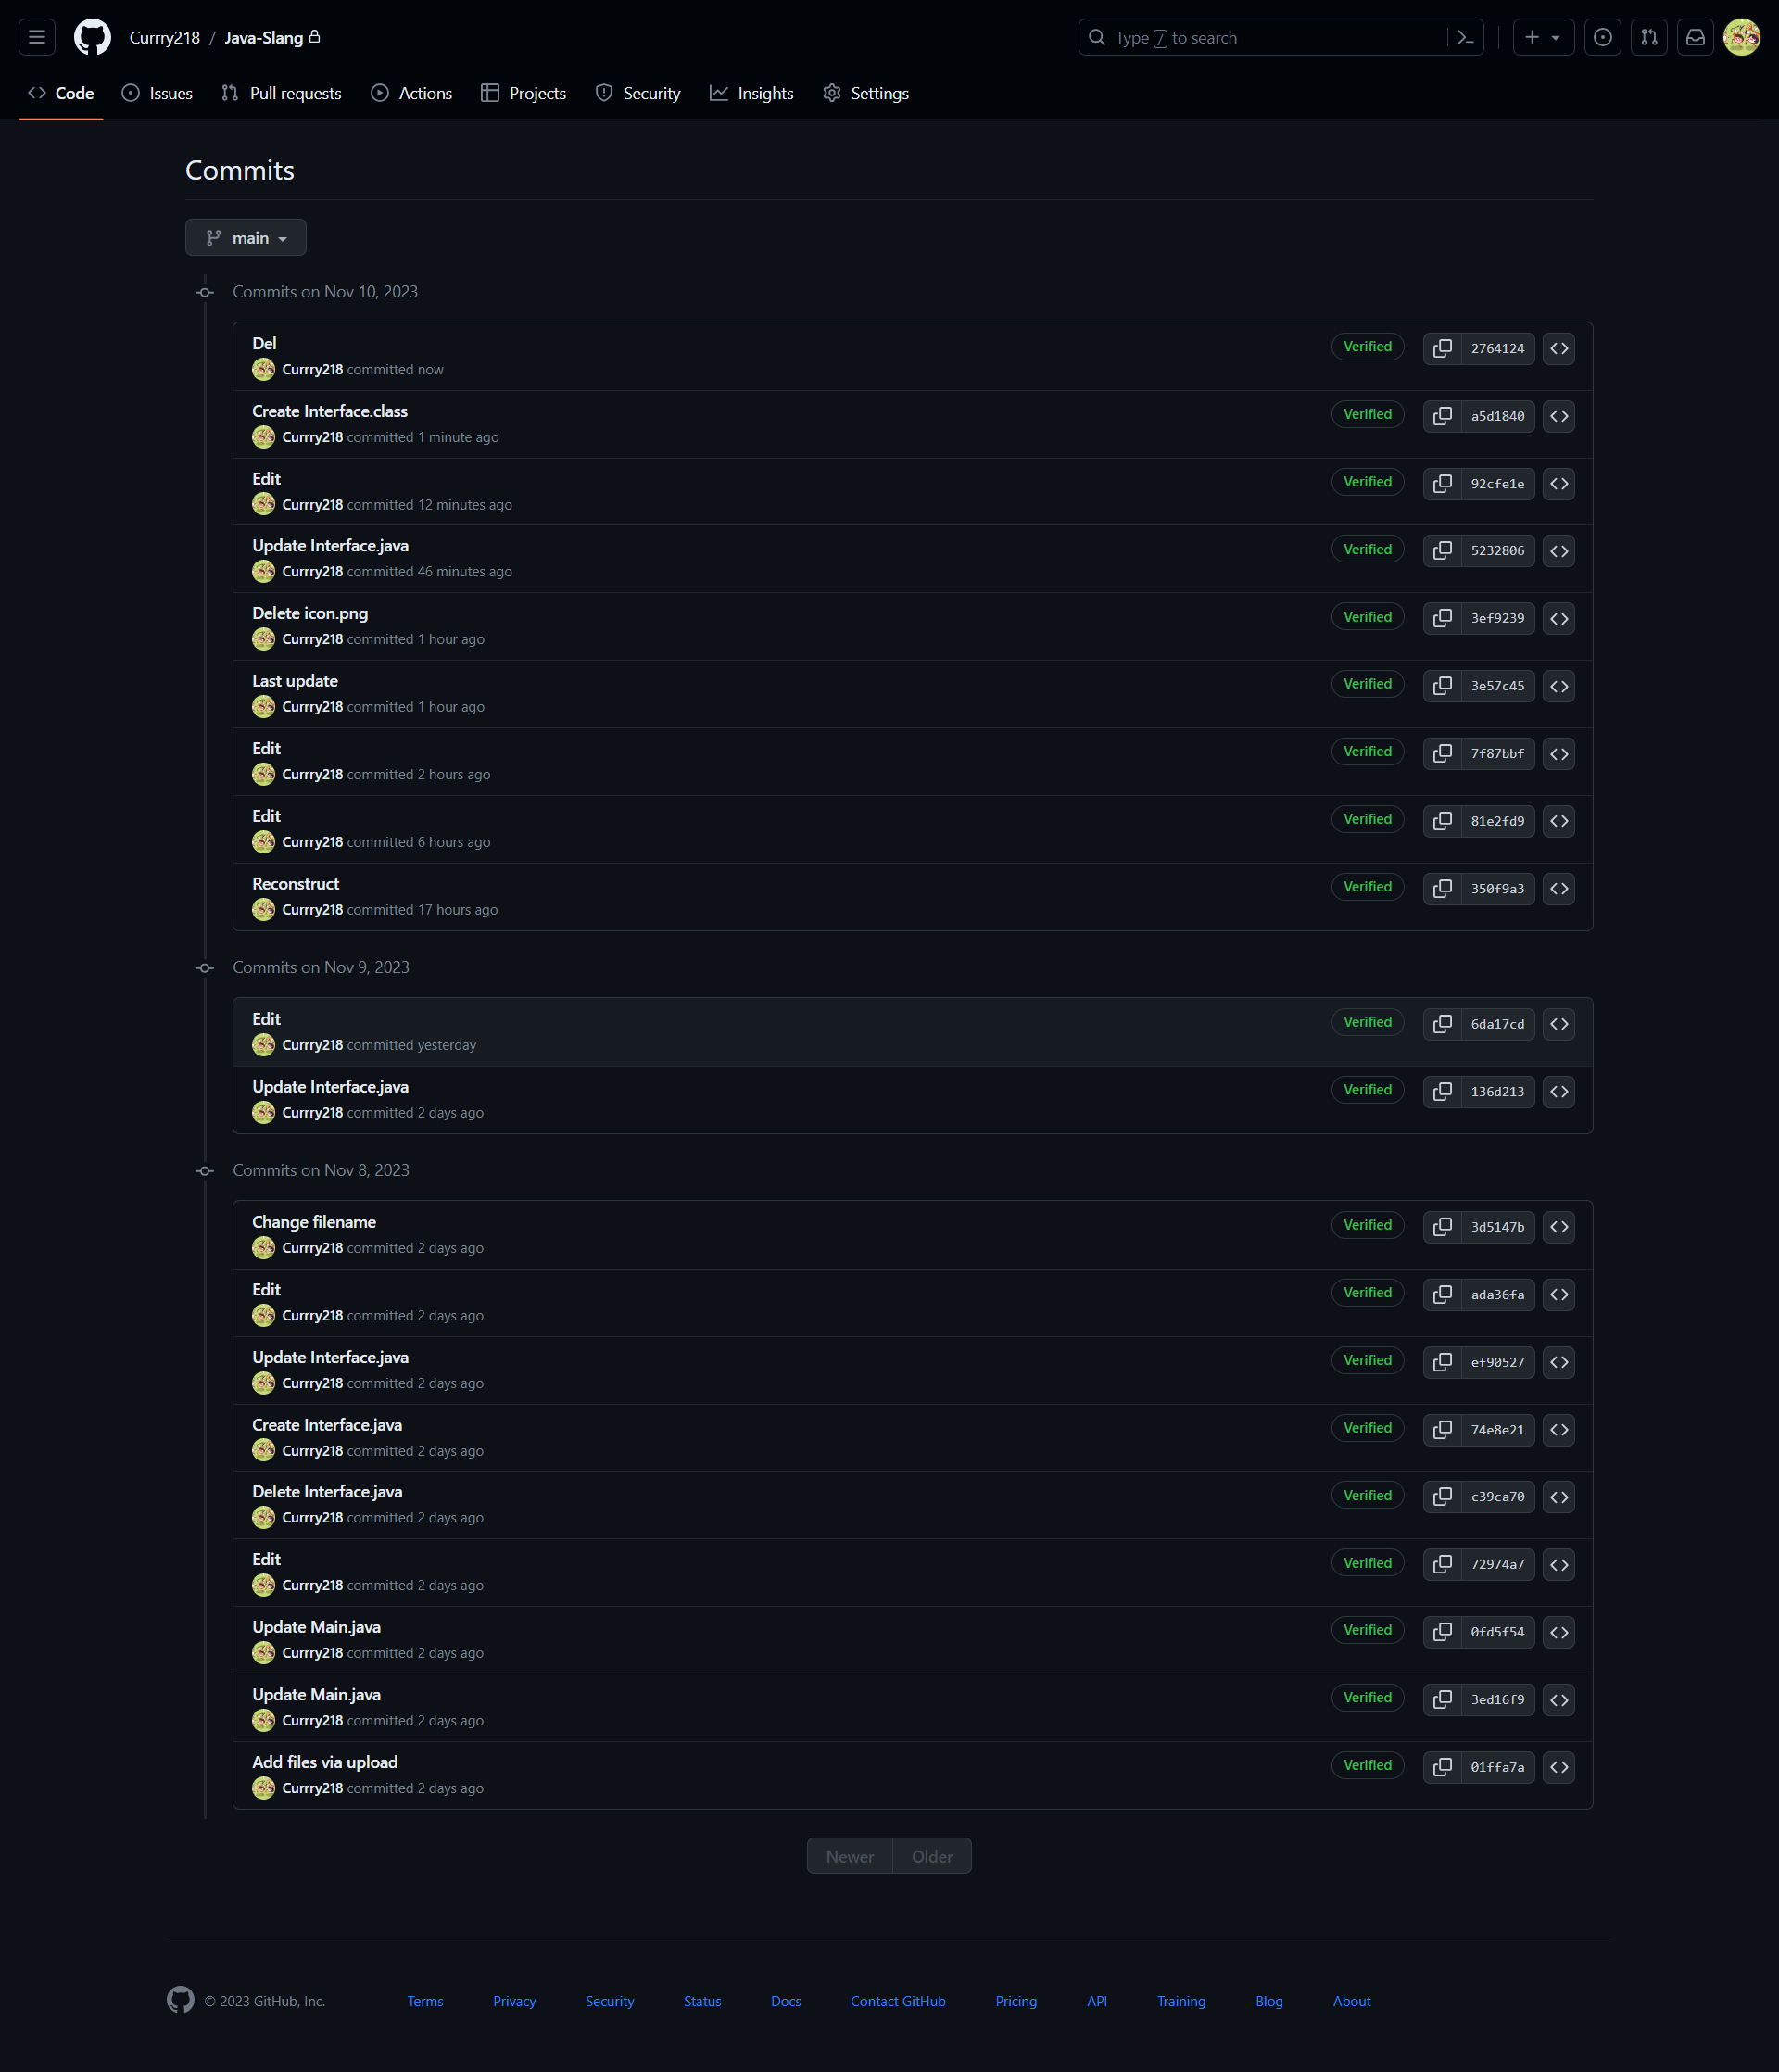 Currry218 / Java-Slang
Type / to search
Code Issues Pull requests Actions Projects Security Insights Settings
Commits
main
Commits on Nov 10, 2023
Del
Verified 2764124
Currry218 committed now
Create Interface.class
Verified a5d1840
Currry218 committed 1 minute ago
Edit
Verified 92cfe1e
Currry218 committed 12 minutes ago
Update Interface.java
Verified 5232806
Currry218 committed 46 minutes ago
Delete icon.png
Verified 3ef9239
Currry218 committed 1 hour ago
Last update
Verified 3e57c45
Currry218 committed 1 hour ago
Edit
Verified 7f87bbf
Currry218 committed 2 hours ago
Edit
Verified 81e2fd9
Currry218 committed 6 hours ago
Reconstruct
Verified 350f9a3
Currry218 committed 17 hours ago
Commits on Nov 9, 2023
Edit
Verified 6da17cd
Currry218 committed yesterday
Update Interface.java
Verified 136d213
Currry218 committed 2 days ago
Commits on Nov 8, 2023
Change filename
Verified 3d5147b
Currry218 committed 2 days ago
Edit
Verified ada36fa
Currry218 committed 2 days ago
Update Interface.java
Verified ef90527
Currry218 committed 2 days ago
Create Interface.java
Verified 74e8e21
Currry218 committed 2 days ago
Delete Interface.java
Verified c39ca70
Currry218 committed 2 days ago
Edit
Verified 72974a7
Currry218 committed 2 days ago
Update Main.java
Verified 0fd5f54
Currry218 committed 2 days ago
Update Main.java
Verified 3ed16f9
Currry218 committed 2 days ago
Add files via upload
Verified 01ffa7a
Currry218 committed 2 days ago
Newer Older
© 2023 GitHub, Inc. Terms Privacy Security Status Docs Contact GitHub Pricing API Training Blog About